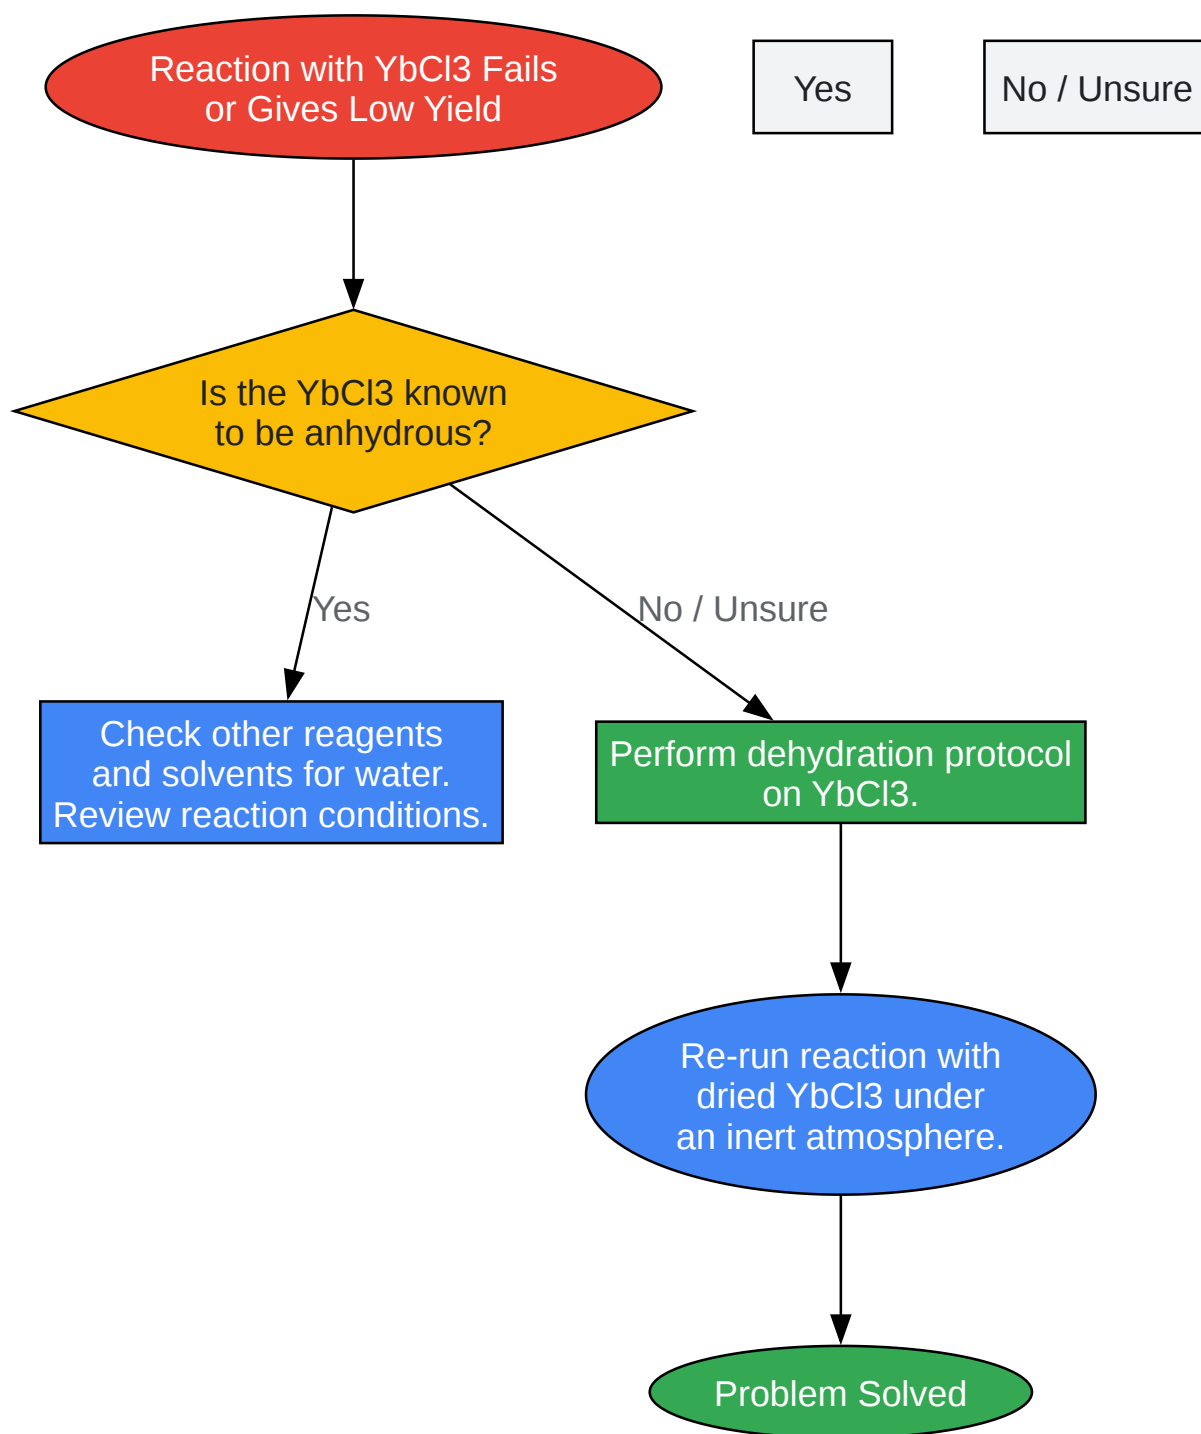 Reaction with YbCl3 Fails
or Gives Low Yield
Yes
No / Unsure
Is the YbCl3 known
to be anhydrous?
Yes
No / Unsure
Check other reagents
and solvents for water.
Review reaction conditions.
Perform dehydration protocol
on YbCl3.
Re-run reaction with
dried YbCl3 under
an inert atmosphere.
Problem Solved